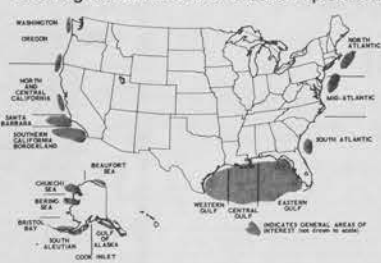 WASHINGTON
OREGON
NORTH
AND
CENTRAL
CALIFORNIA
SANTA
BARBARA
SOUTHERN
CALIFORNIA
BORDERLAND
NORTH
ATLANTIC
MID-ATLANTIC
SOUTH ATLANTIC
BEAUFORT
SEA
CHUKCHI
SEA
BERING
SEA
BRISTOL
BAY
SOUTH
ALEUTIAN
GULF
OF
ALASKA
COOK INLET
WESTERN
GULF
CENTRAL
GULF
EASTERN
GULF
INDICATES GENERAL AREAS OF
INTEREST (not drawn to scale)